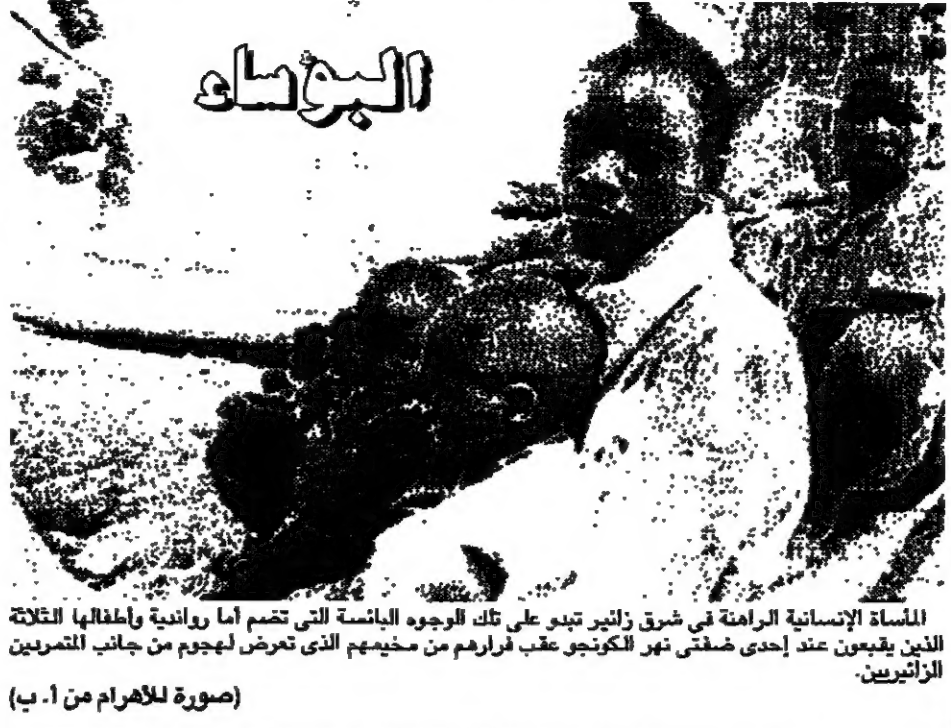 البؤساء
المأساة الإنسانية الراهنة فى شرق زائير تبدو على تلك الوجوه البائسة التى تضم أما رواندية وأطفالها الثلاثة
الذين يقبعون عند إحدى ضفتى نهر الكونجو عقب فرارهم من مخيمهم الذى تعرض لهجوم من جانب المتمردين
الزائيريين.
(صورة للأهرام من أ. ب)